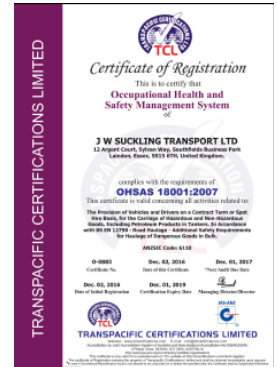 TRANSPACIFIC CERTIFICATIONS LIMITED
TCL
Certificate of Registration
This is to certify that
Occupational Health and
Safety Management System
of
J W SUCKLING TRANSPORT LTD
12 Argent Court, Sylvan Way, Southfields Business Park
Laindon, Essex, SS15 6TH, United Kingdom.
complies with the requirements of
OHSAS 18001:2007
This certificate is valid concerning all activities related to:
The Provision of Vehicles and Drivers on a Contract Term or Spot
Hire Basis, for the Carriage of Hazardous and Non-Hazardous
Goods, Including Petroleum Products in Tankers. In Accordance
with BS EN 12798 - Road Haulage - Additional Safety Requirements
for Haulage of Dangerous Goods in Bulk.
ANZSIC Code: 6110
O-0883
Dec. 02, 2016
Dec. 01, 2017
Certificate No.
Date of this Certificate
*Next Audit Due Date
Dec. 02, 2016
Dec. 01, 2019
Date of Initial Registration
Certification Expiry Date
Managing Director/Director
TCL
JAS-ANZ
TRANSPACIFIC CERTIFICATIONS LIMITED